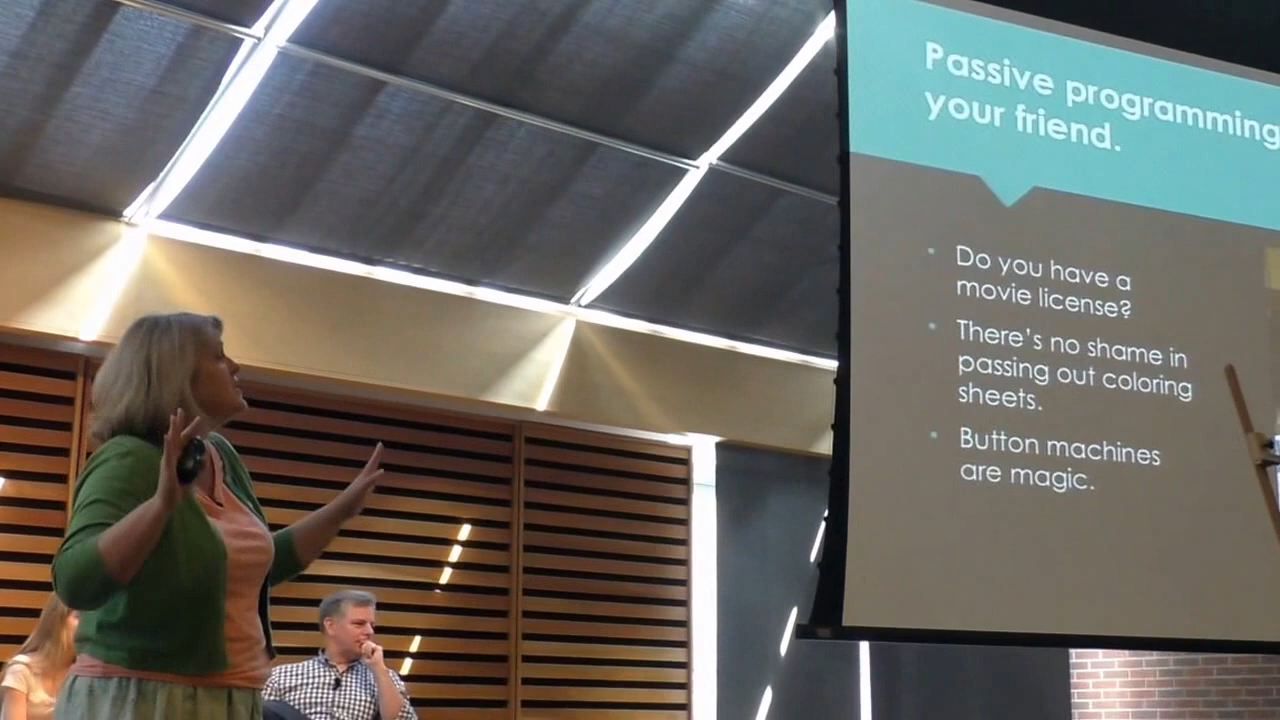 Passive programming
your friend.
Do you have a
movie license?
There's no shame in
passing out coloring
sheets.
Button machines
are magic.